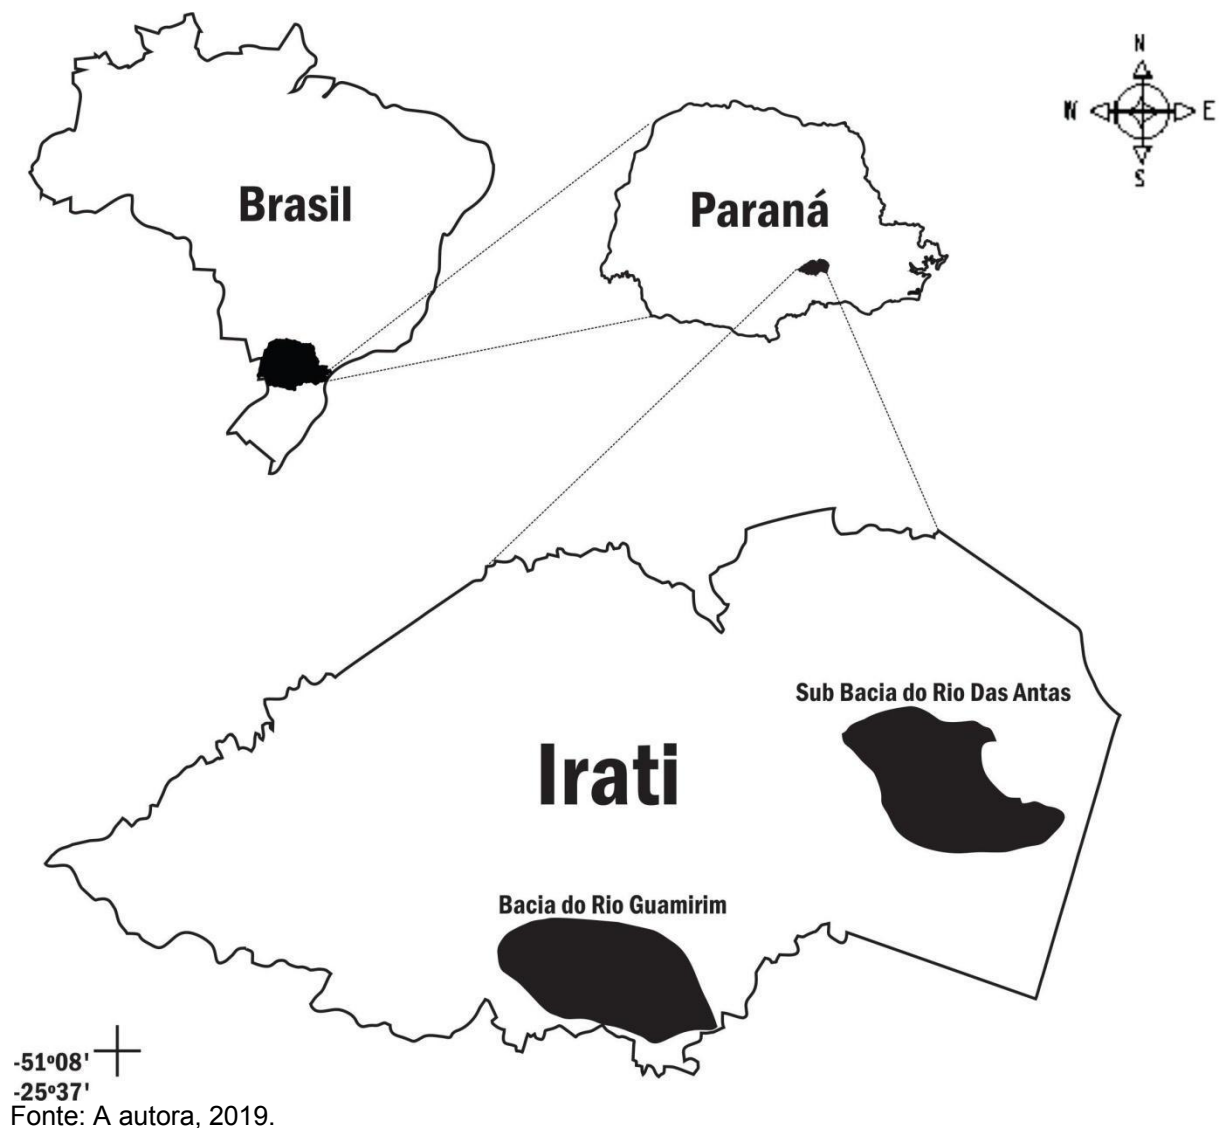 N
W E
S
Brasil
Paraná
Sub Bacia do Rio Das Antas
Irati
Bacia do Rio Guamirim
-51º08'
-25º37'
Fonte: A autora, 2019.